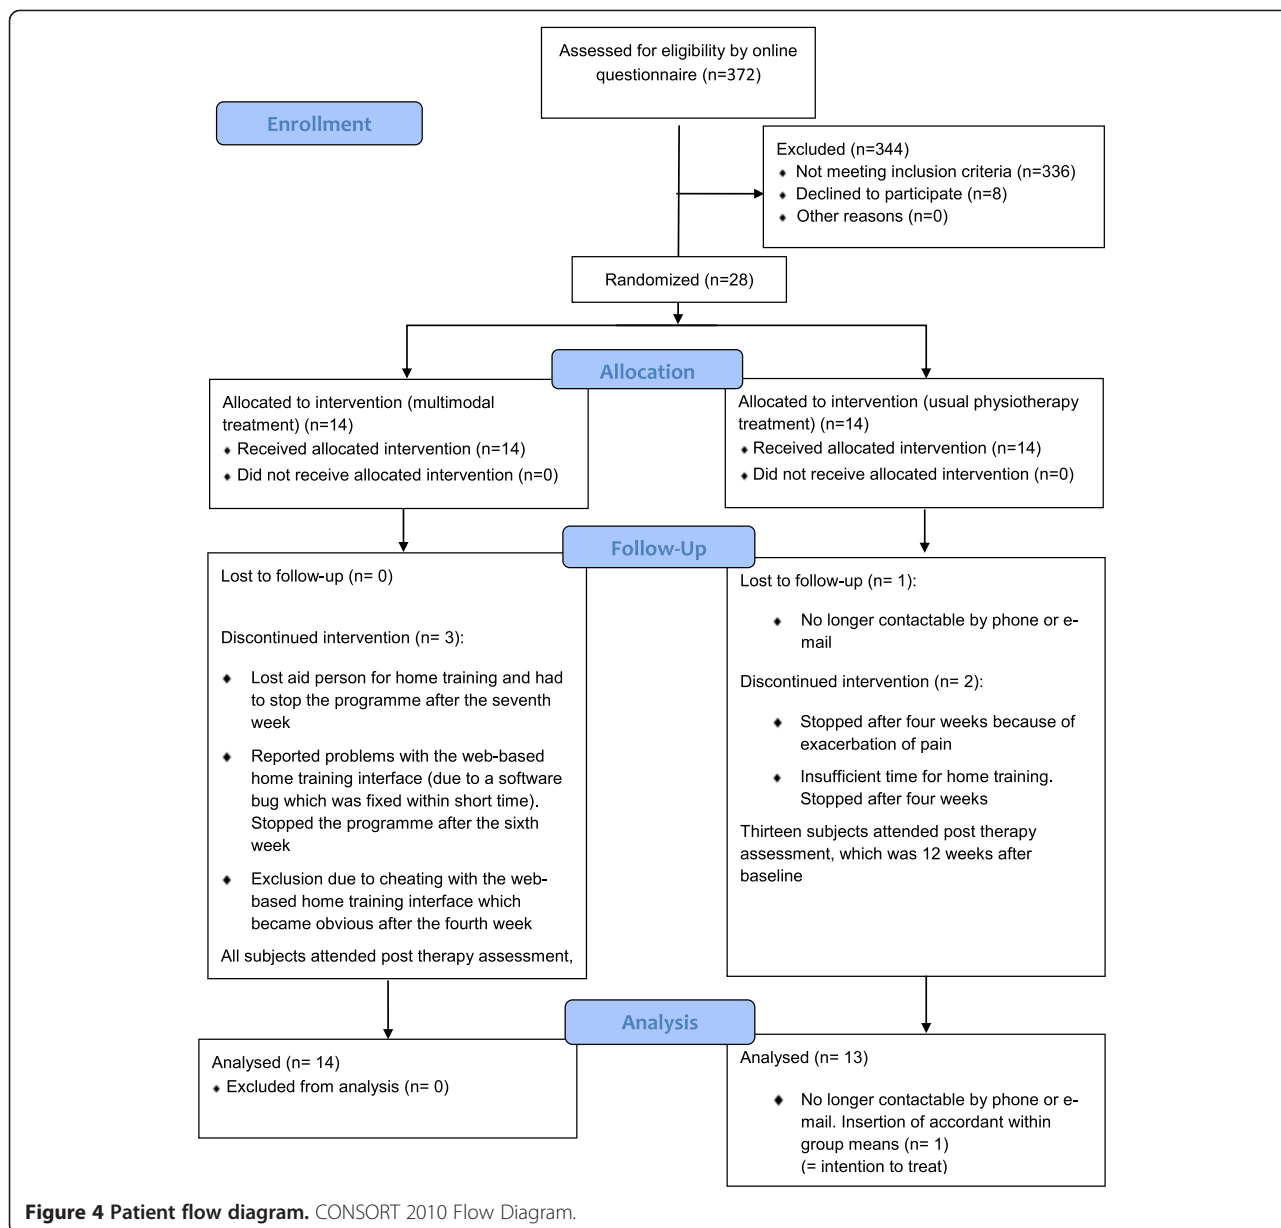 Assessed for eligibility by online
questionnaire (n=372)
Enrollment
Excluded (n=344)
♦ Not meeting inclusion criteria (n=336)
♦ Declined to participate (n=8)
♦ Other reasons (n=0)
Randomized (n=28)
Allocation
Allocated to intervention (multimodal
treatment) (n=14)
♦ Received allocated intervention (n=14)
♦ Did not receive allocated intervention (n=0)
Allocated to intervention (usual physiotherapy
treatment) (n=14)
♦ Received allocated intervention (n=14)
♦ Did not receive allocated intervention (n=0)
Follow-Up
Lost to follow-up (n= 0)
Discontinued intervention (n= 3):
♦ Lost aid person for home training and had
to stop the programme after the seventh
week
♦ Reported problems with the web-based
home training interface (due to a software
bug which was fixed within short time).
Stopped the programme after the sixth
week
♦ Exclusion due to cheating with the web-
based home training interface which
became obvious after the fourth week
All subjects attended post therapy assessment,
Lost to follow-up (n= 1):
♦ No longer contactable by phone or e-
mail
Discontinued intervention (n= 2):
♦ Stopped after four weeks because of
exacerbation of pain
♦ Insufficient time for home training.
Stopped after four weeks
Thirteen subjects attended post therapy
assessment, which was 12 weeks after
baseline
Analysis
Analysed (n= 14)
♦ Excluded from analysis (n= 0)
Analysed (n= 13)
♦ No longer contactable by phone or e-
mail. Insertion of accordant within
group means (n= 1)
(= intention to treat)
Figure 4 Patient flow diagram. CONSORT 2010 Flow Diagram.